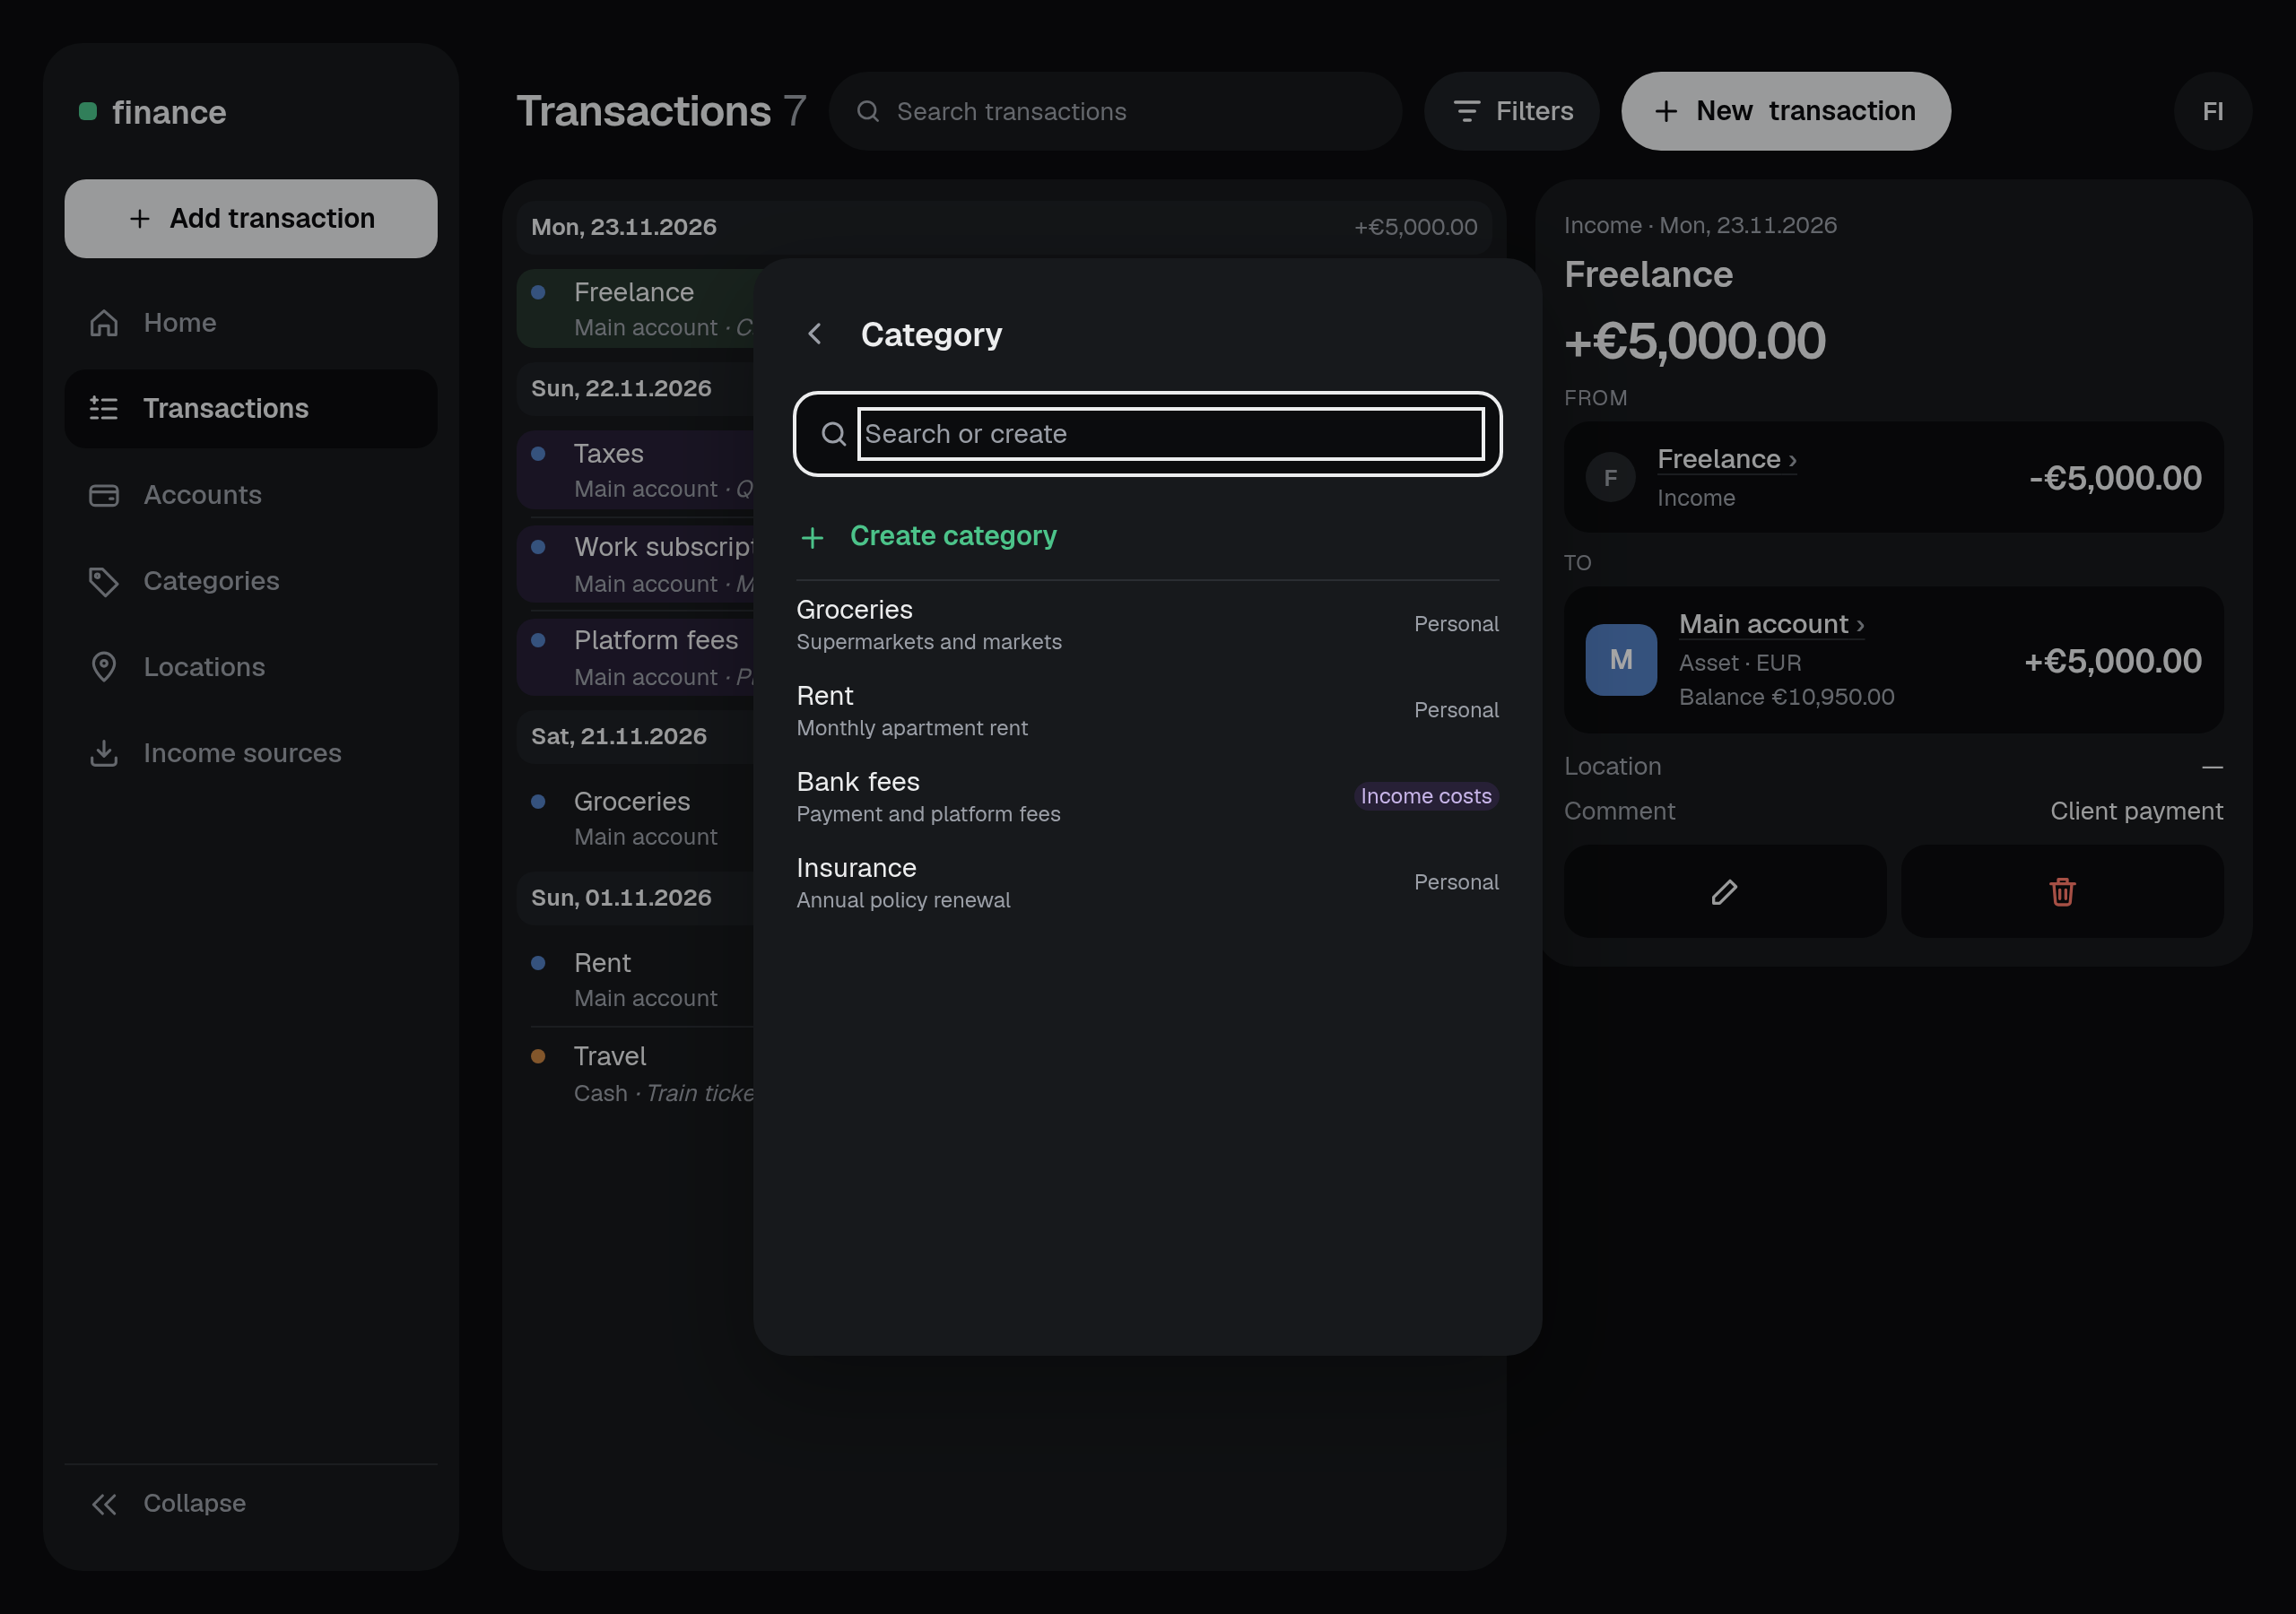 finance
Add transaction
Home
Transactions
Accounts
Categories
Locations
Income sources
Collapse
Transactions 7
Search transactions
Filters
New transaction
FI
Mon, 23.11.2026
+€5,000.00
Freelance
Main account · C
Sun, 22.11.2026
Taxes
Main account · Q
Work subscript
Main account · M
Platform fees
Main account · P
Sat, 21.11.2026
Groceries
Main account
Sun, 01.11.2026
Rent
Main account
Travel
Cash · Train ticke
Category
Search or create
Create category
Groceries
Supermarkets and markets
Personal
Rent
Monthly apartment rent
Personal
Bank fees
Payment and platform fees
Income costs
Insurance
Annual policy renewal
Personal
Income · Mon, 23.11.2026
Freelance
+€5,000.00
FROM
F
Freelance ›
Income
-€5,000.00
TO
M
Main account ›
Asset · EUR
Balance €10,950.00
+€5,000.00
Location
—
Comment
Client payment